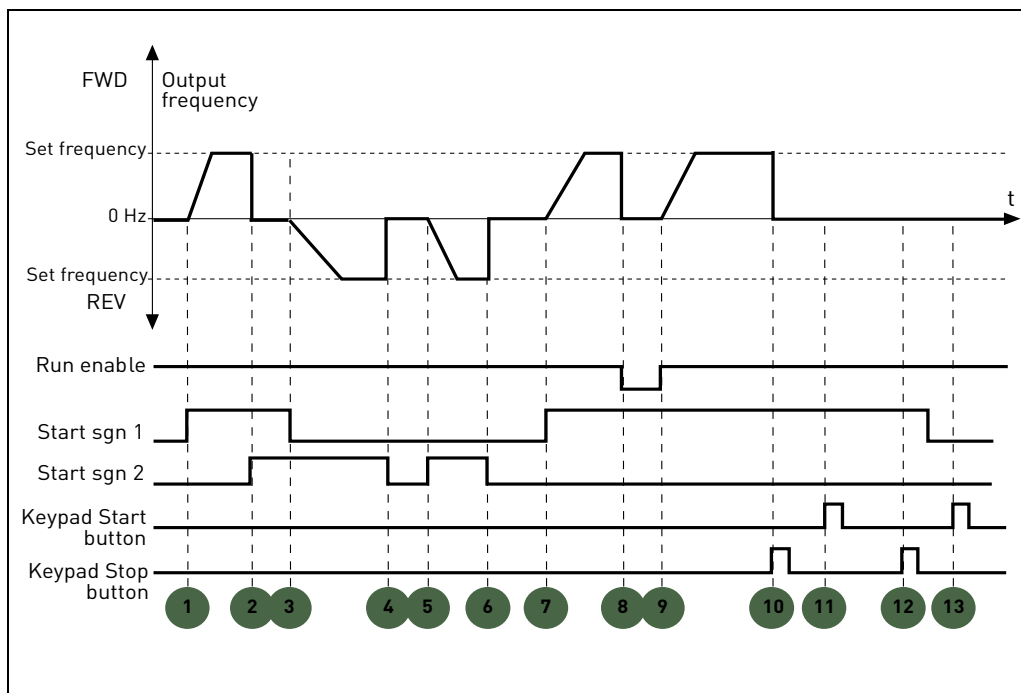 FWD
Output
frequency
Set frequency
t
0 Hz
Set frequency
REV
Run enable
Start sgn 1
Start sgn 2
Keypad Start
button
Keypad Stop
button
1 2 3 4 5 6 7 8 9 10 11 12 13